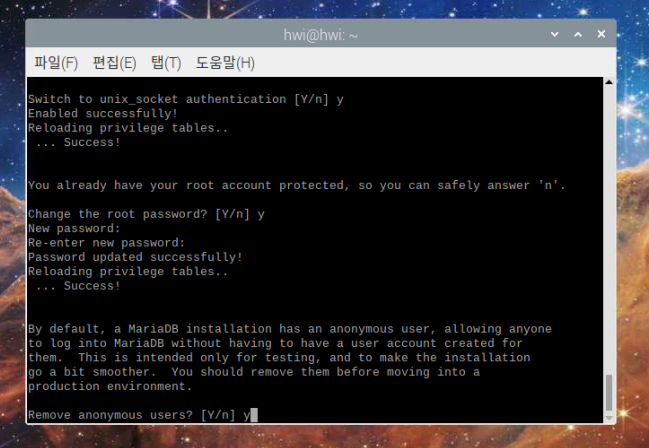 hwi@hwi: ~
파일(F) 편집(E) 탭(T) 도움말(H)
Switch to unix_socket authentication [Y/n] y
Enabled successfully!
Reloading privilege tables..
 ... Success!
You already have your root account protected, so you can safely answer 'n'.
Change the root password? [Y/n] y
New password:
Re-enter new password:
Password updated successfully!
Reloading privilege tables..
 ... Success!
By default, a MariaDB installation has an anonymous user, allowing anyone
to log into MariaDB without having to have a user account created for
them.  This is intended only for testing, and to make the installation
go a bit smoother.  You should remove them before moving into a
production environment.
Remove anonymous users? [Y/n] y